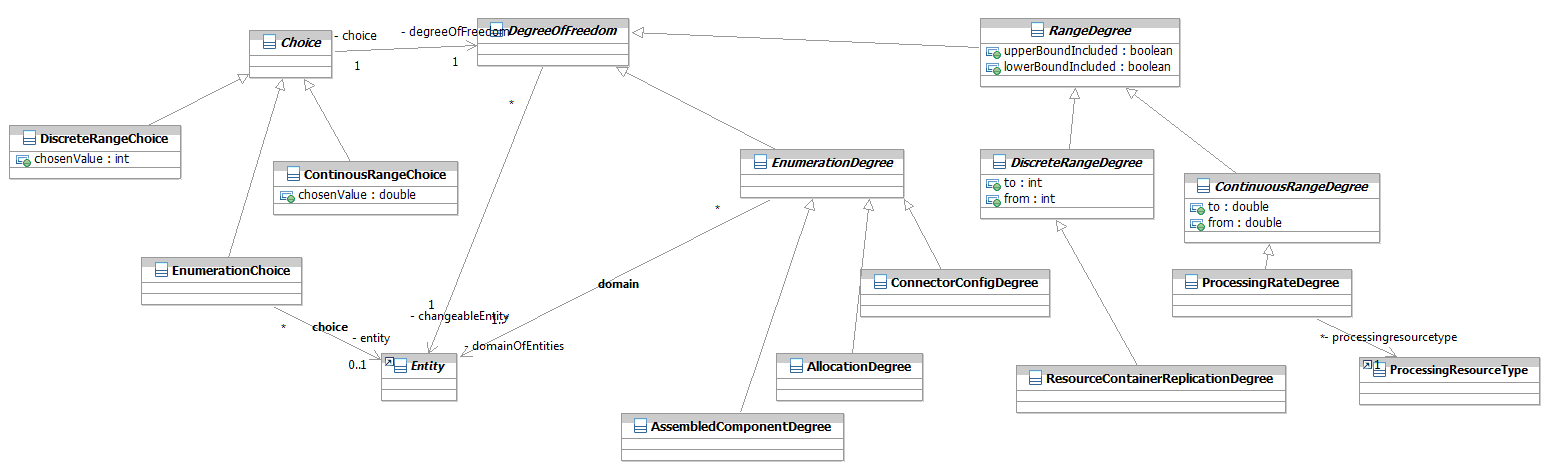 Choice
- choice
1
- degreeOfFreedom
1
DegreeOfFreedom
RangeDegree
upperBoundIncluded : boolean
lowerBoundIncluded : boolean
DiscreteRangeChoice
chosenValue : int
ContinousRangeChoice
chosenValue : double
*
EnumerationDegree
*
DiscreteRangeDegree
to : int
from : int
ContinuousRangeDegree
to : double
from : double
EnumerationChoice
*
choice
- entity
0..1
1
- changeableEntity
domain
1..*
- domainOfEntities
Entity
ConnectorConfigDegree
ProcessingRateDegree
*
- processingresourcetype
1
ProcessingResourceType
AllocationDegree
ResourceContainerReplicationDegree
AssembledComponentDegree